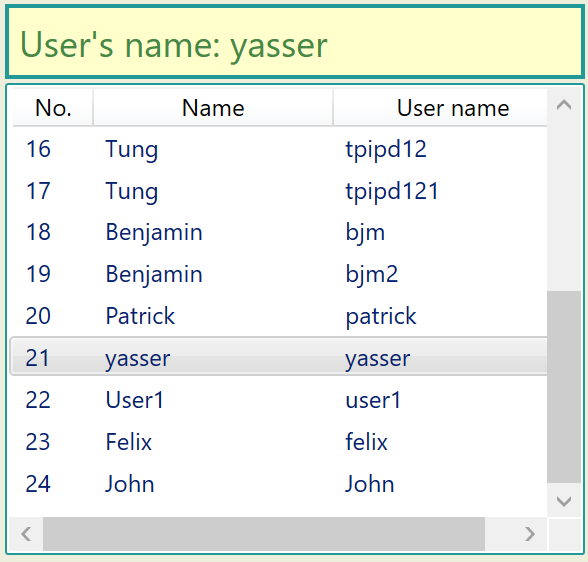 User's name: yasser
No. Name User name
16 Tung tpipd12
17 Tung tpipd121
18 Benjamin bjm
19 Benjamin bjm2
20 Patrick patrick
21 yasser yasser
22 User1 user1
23 Felix felix
24 John John